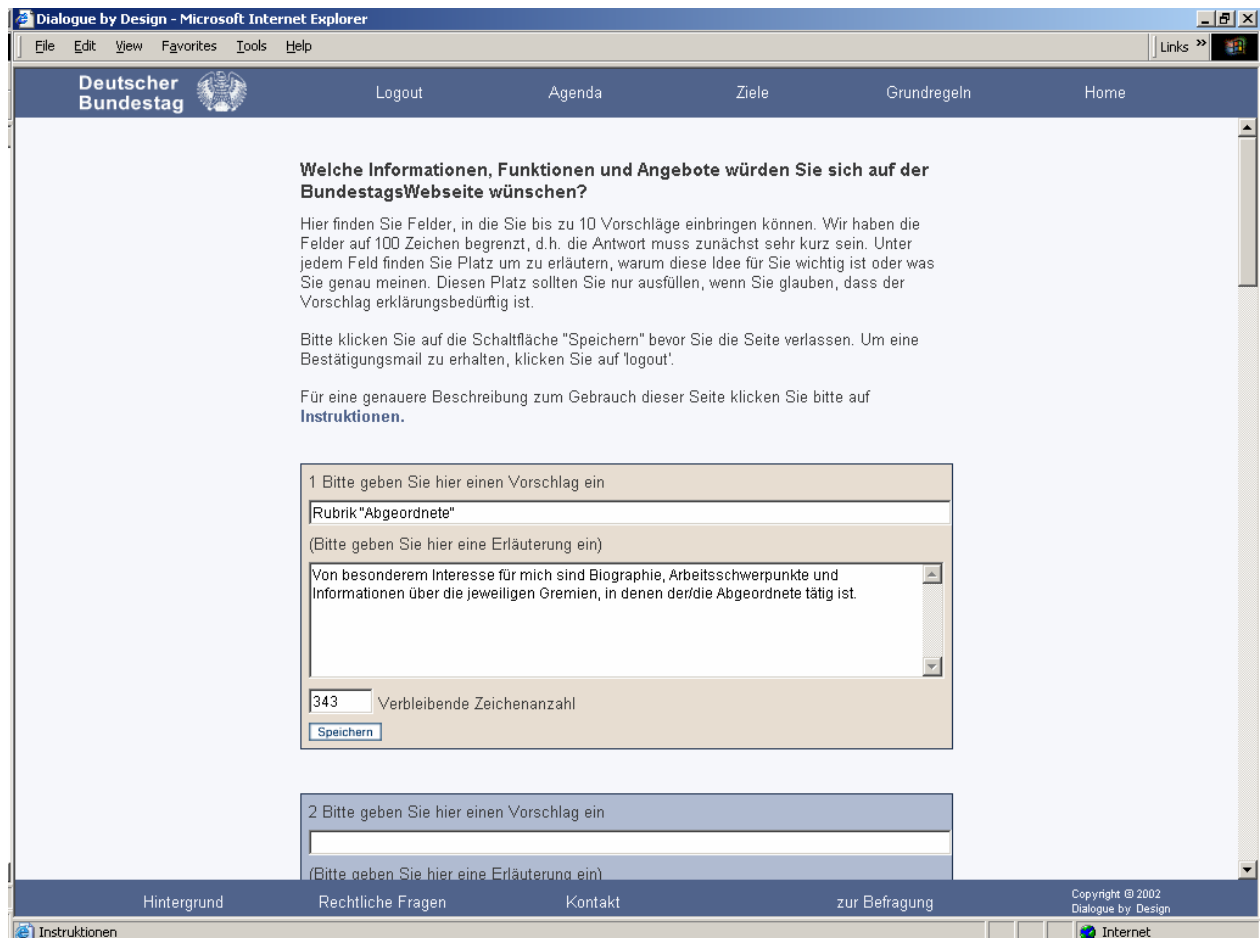 Dialogue by Design - Microsoft Internet Explorer
File Edit View Favorites Tools Help Links »
Deutscher
Bundestag
Logout Agenda Ziele Grundregeln Home
Welche Informationen, Funktionen und Angebote würden Sie sich auf der
BundestagsWebseite wünschen?
Hier finden Sie Felder, in die Sie bis zu 10 Vorschläge einbringen können. Wir haben die
Felder auf 100 Zeichen begrenzt, d.h. die Antwort muss zunächst sehr kurz sein. Unter
jedem Feld finden Sie Platz um zu erläutern, warum diese Idee für Sie wichtig ist oder was
Sie genau meinen. Diesen Platz sollten Sie nur ausfüllen, wenn Sie glauben, dass der
Vorschlag erklärungsbedürftig ist.
Bitte klicken Sie auf die Schaltfläche "Speichern" bevor Sie die Seite verlassen. Um eine
Bestätigungsmail zu erhalten, klicken Sie auf 'logout'.
Für eine genauere Beschreibung zum Gebrauch dieser Seite klicken Sie bitte auf
Instruktionen.
1 Bitte geben Sie hier einen Vorschlag ein
Rubrik "Abgeordnete"
(Bitte geben Sie hier eine Erläuterung ein)
Von besonderem Interesse für mich sind Biographie, Arbeitsschwerpunkte und
Informationen über die jeweiligen Gremien, in denen der/die Abgeordnete tätig ist.
343 Verbleibende Zeichenanzahl
Speichern
2 Bitte geben Sie hier einen Vorschlag ein
(Bitte geben Sie hier eine Erläuterung ein)
Hintergrund Rechtliche Fragen Kontakt zur Befragung
Copyright © 2002
Dialogue by Design
Instruktionen Internet